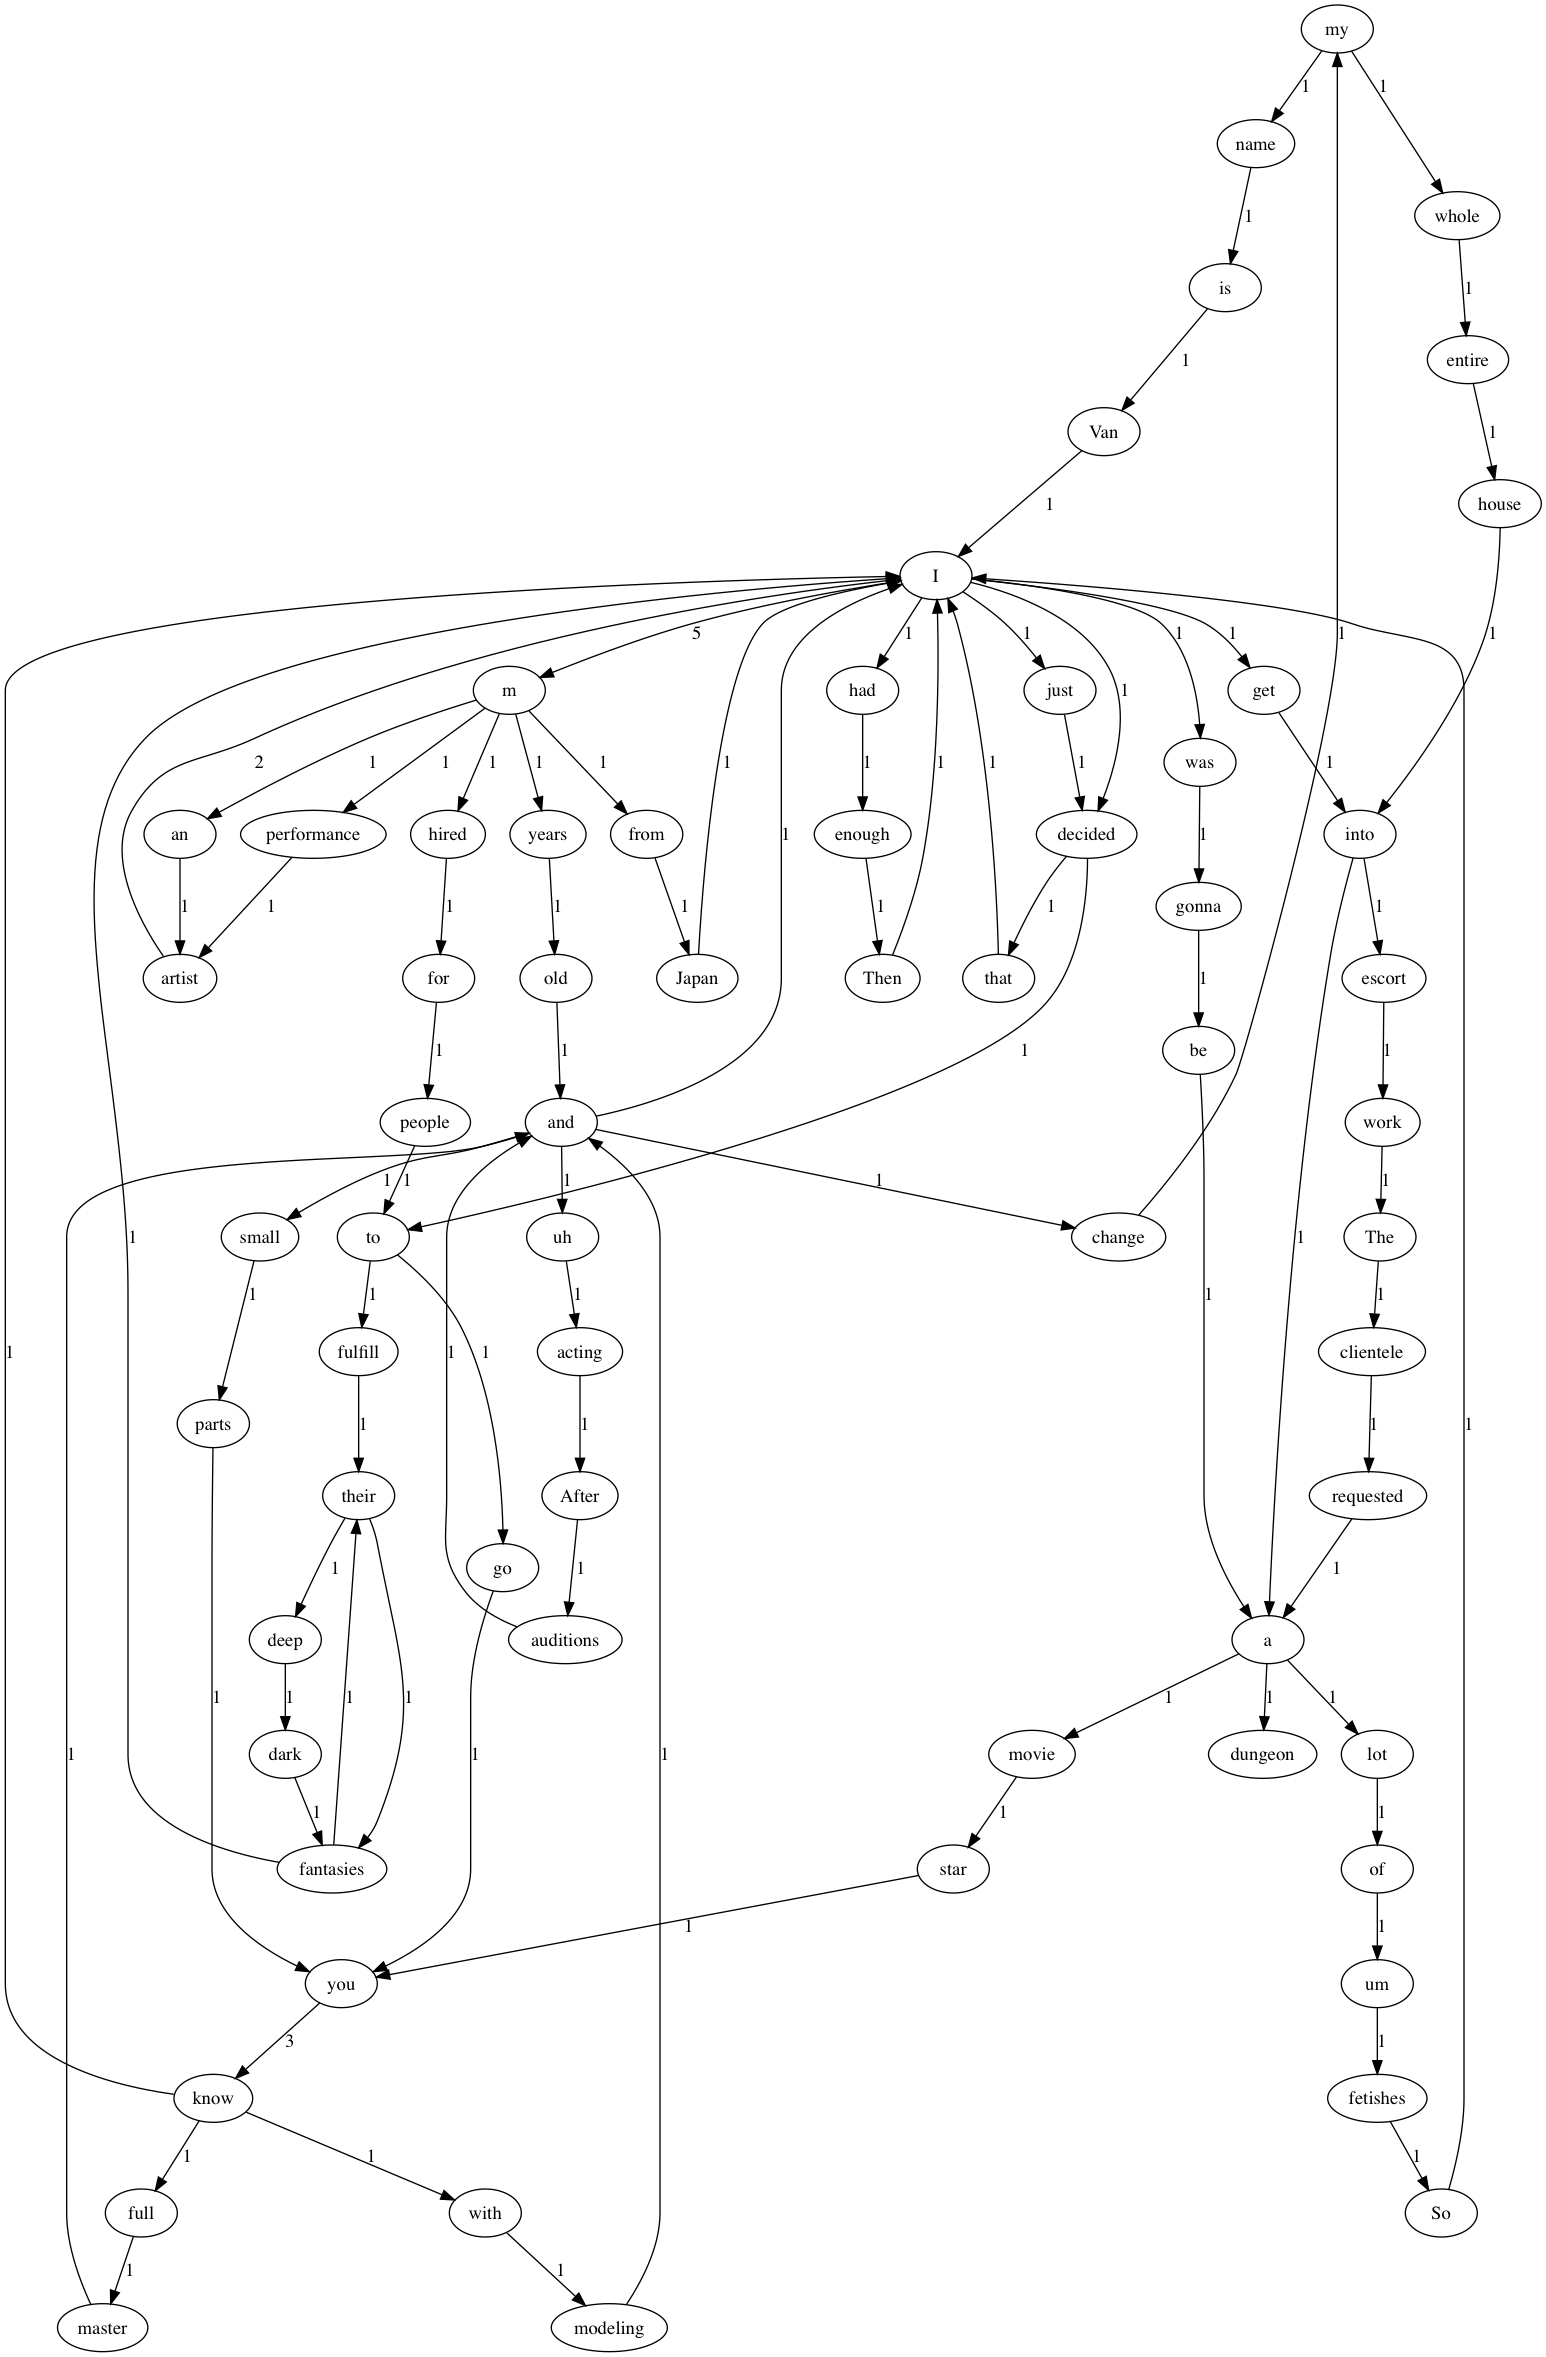 my
1 1
name
whole
1
is
1
1
entire
Van
1
1
house
I
5 1 1 1 1 1 1 1
m had just was get
2 1 1 1 1 1 1 1 1 1 1 1
an performance hired years from enough decided into
1 1 1 1 1 1 1 1 1
artist for old Japan Then that gonna escort
1 1 1 1 1
people and be work
1 1 1 1 1
small to uh change The
1 1 1 1 1
parts fulfill acting clientele
1 1 1 1 1 1
their After requested
1 1 1
go
deep auditions a
1 1 1 1 1 1 1 1
dark movie dungeon lot
1 1 1
fantasies star of
1 1
you um
3 1
know fetishes
1 1 1
full with So
1 1
master modeling